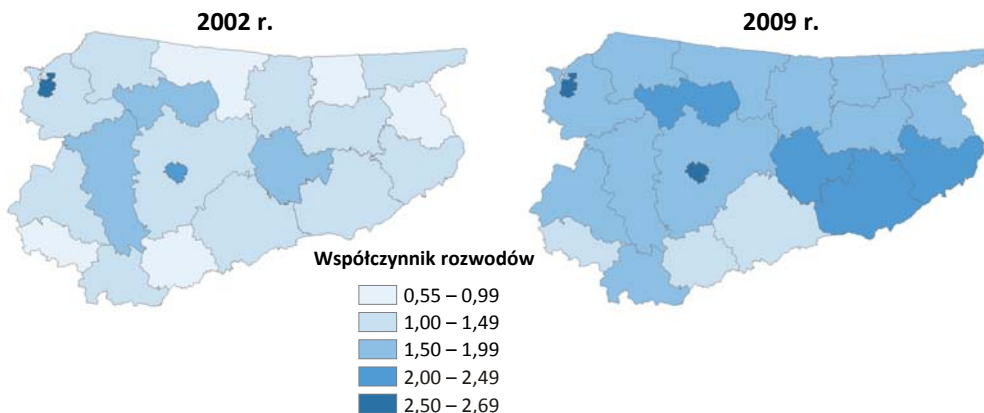 2002 r.
2009 r.
Współczynnik rozwodów
0,55 – 0,99
1,00 – 1,49
1,50 – 1,99
2,00 – 2,49
2,50 – 2,69